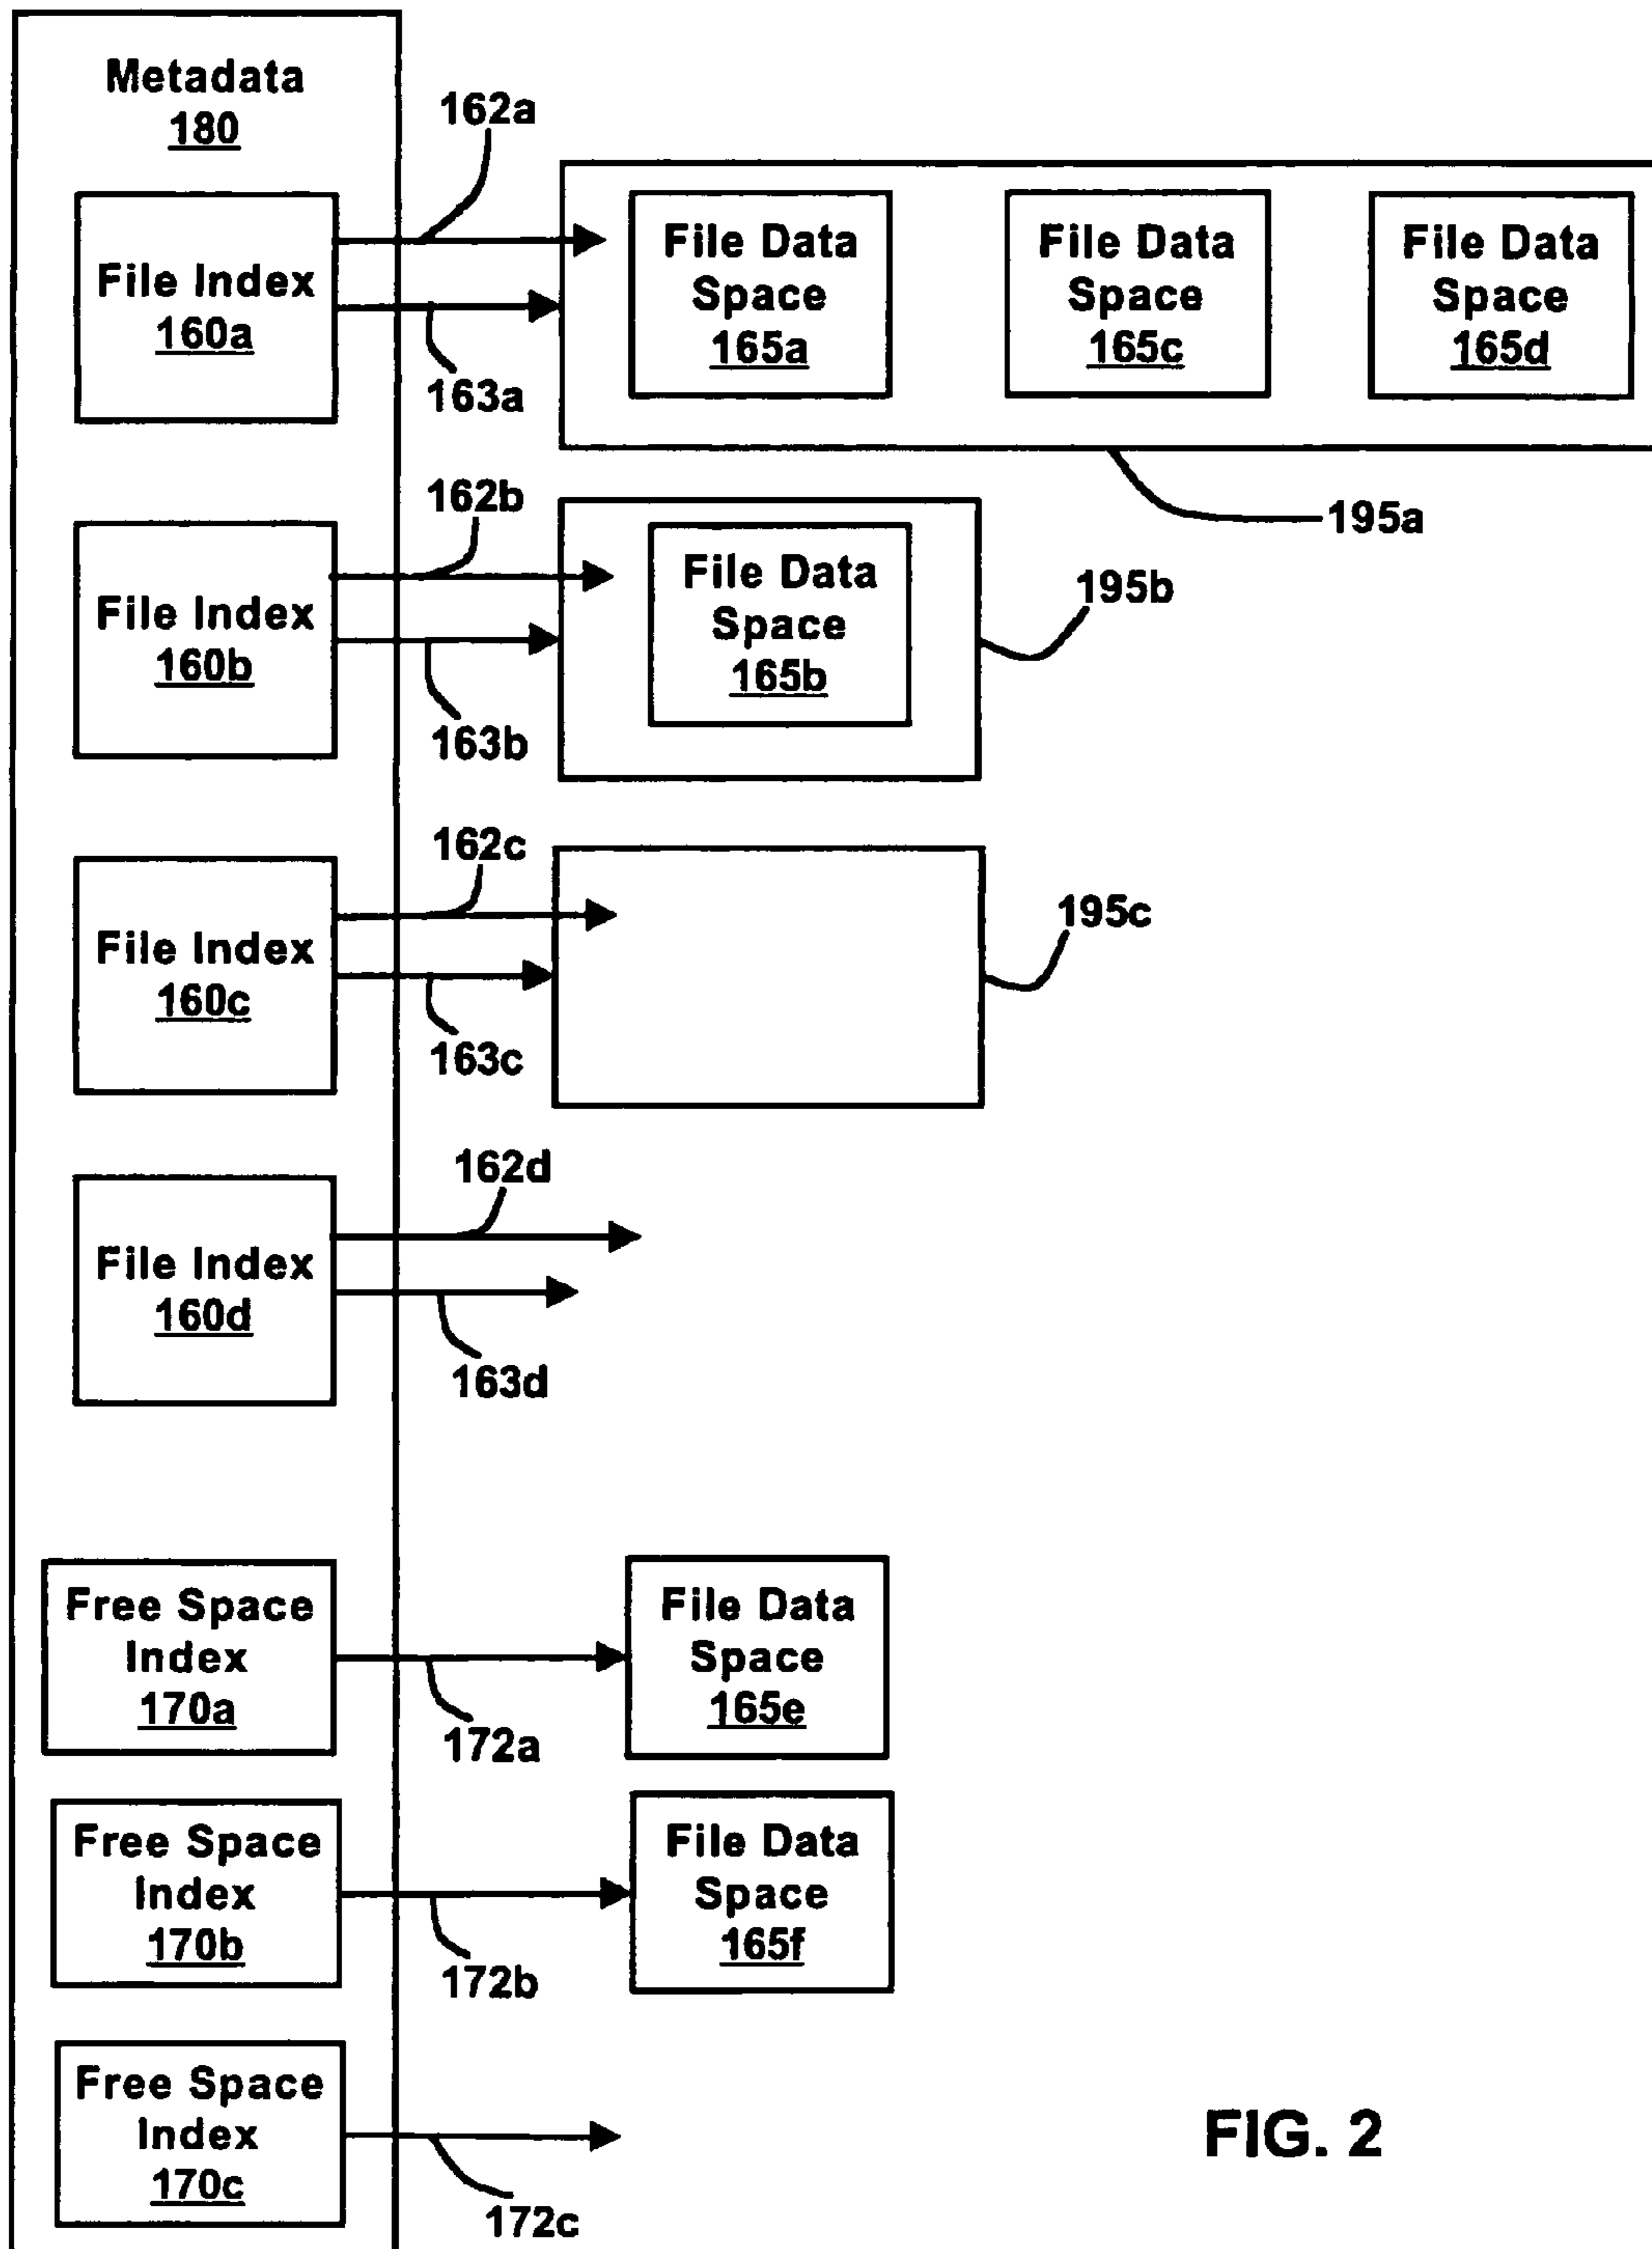 Metadata
180
162a
File Index
160a
163a
File Data
Space
165a
File Data
Space
165c
File Data
Space
165d
195a
162b
File Index
160b
163b
File Data
Space
165b
195b
162c
File Index
160c
163c
195c
162d
File Index
160d
163d
Free Space
Index
170a
172a
File Data
Space
165e
Free Space
Index
170b
172b
File Data
Space
165f
Free Space
Index
170c
172c
FIG. 2